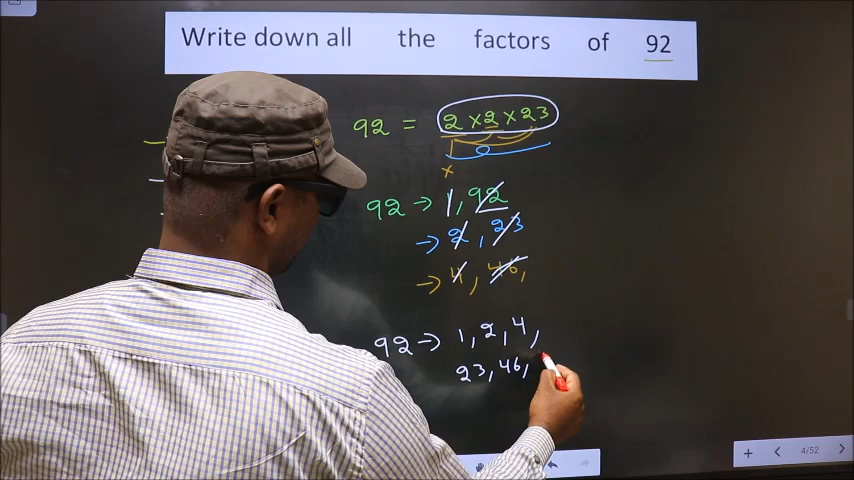 Write down all the factors of 92
92 = 2 × 2 × 23
×
92 → 1, 92
→ 2, 23
→ 4, 46,
92 → 1, 2, 4,
23, 46,
4/52